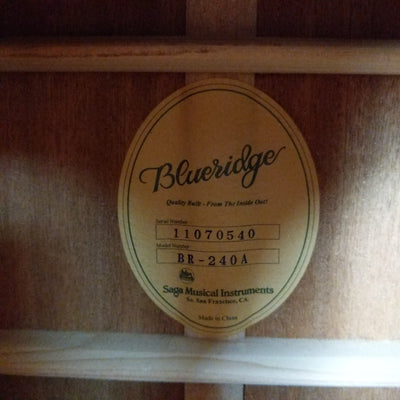 Blueridge
Quality Built - From The Inside Out!
Serial Number
11070540
Model Number
BR-240A
Saga Musical Instruments
So. San Francisco, CA.
Made in China